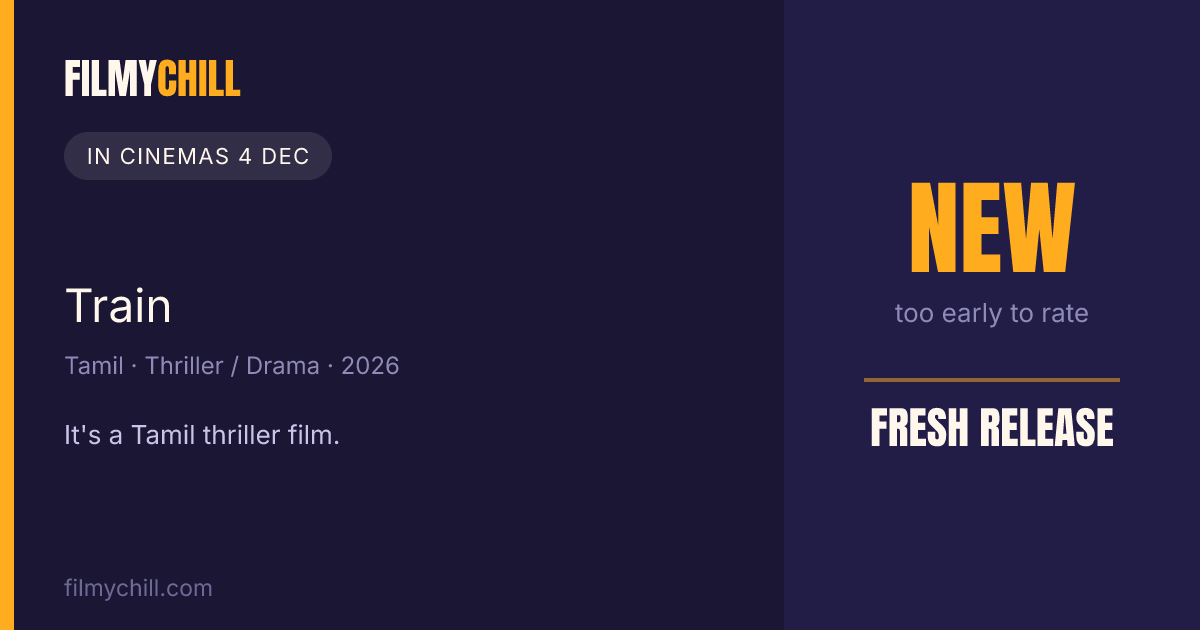 FILMYCHILL
IN CINEMAS 4 DEC
Train
Tamil · Thriller / Drama · 2026
It's a Tamil thriller film.
filmychill.com
NEW
too early to rate
FRESH RELEASE